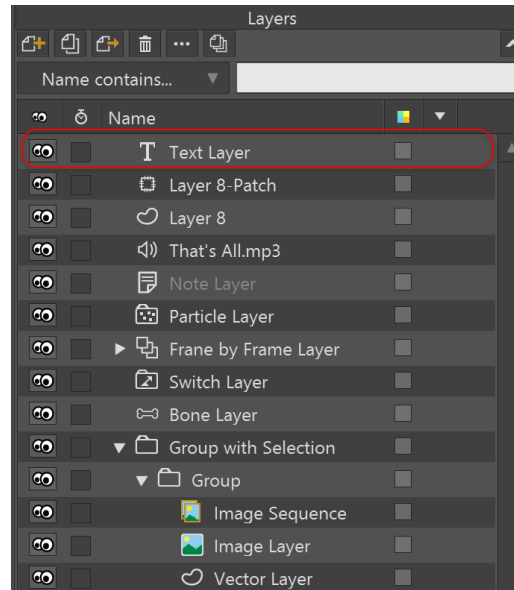 Layers
Name contains...
Name
Text Layer
Layer 8-Patch
Layer 8
That's All.mp3
Note Layer
Particle Layer
Frane by Frame Layer
Switch Layer
Bone Layer
Group with Selection
Group
Image Sequence
Image Layer
Vector Layer